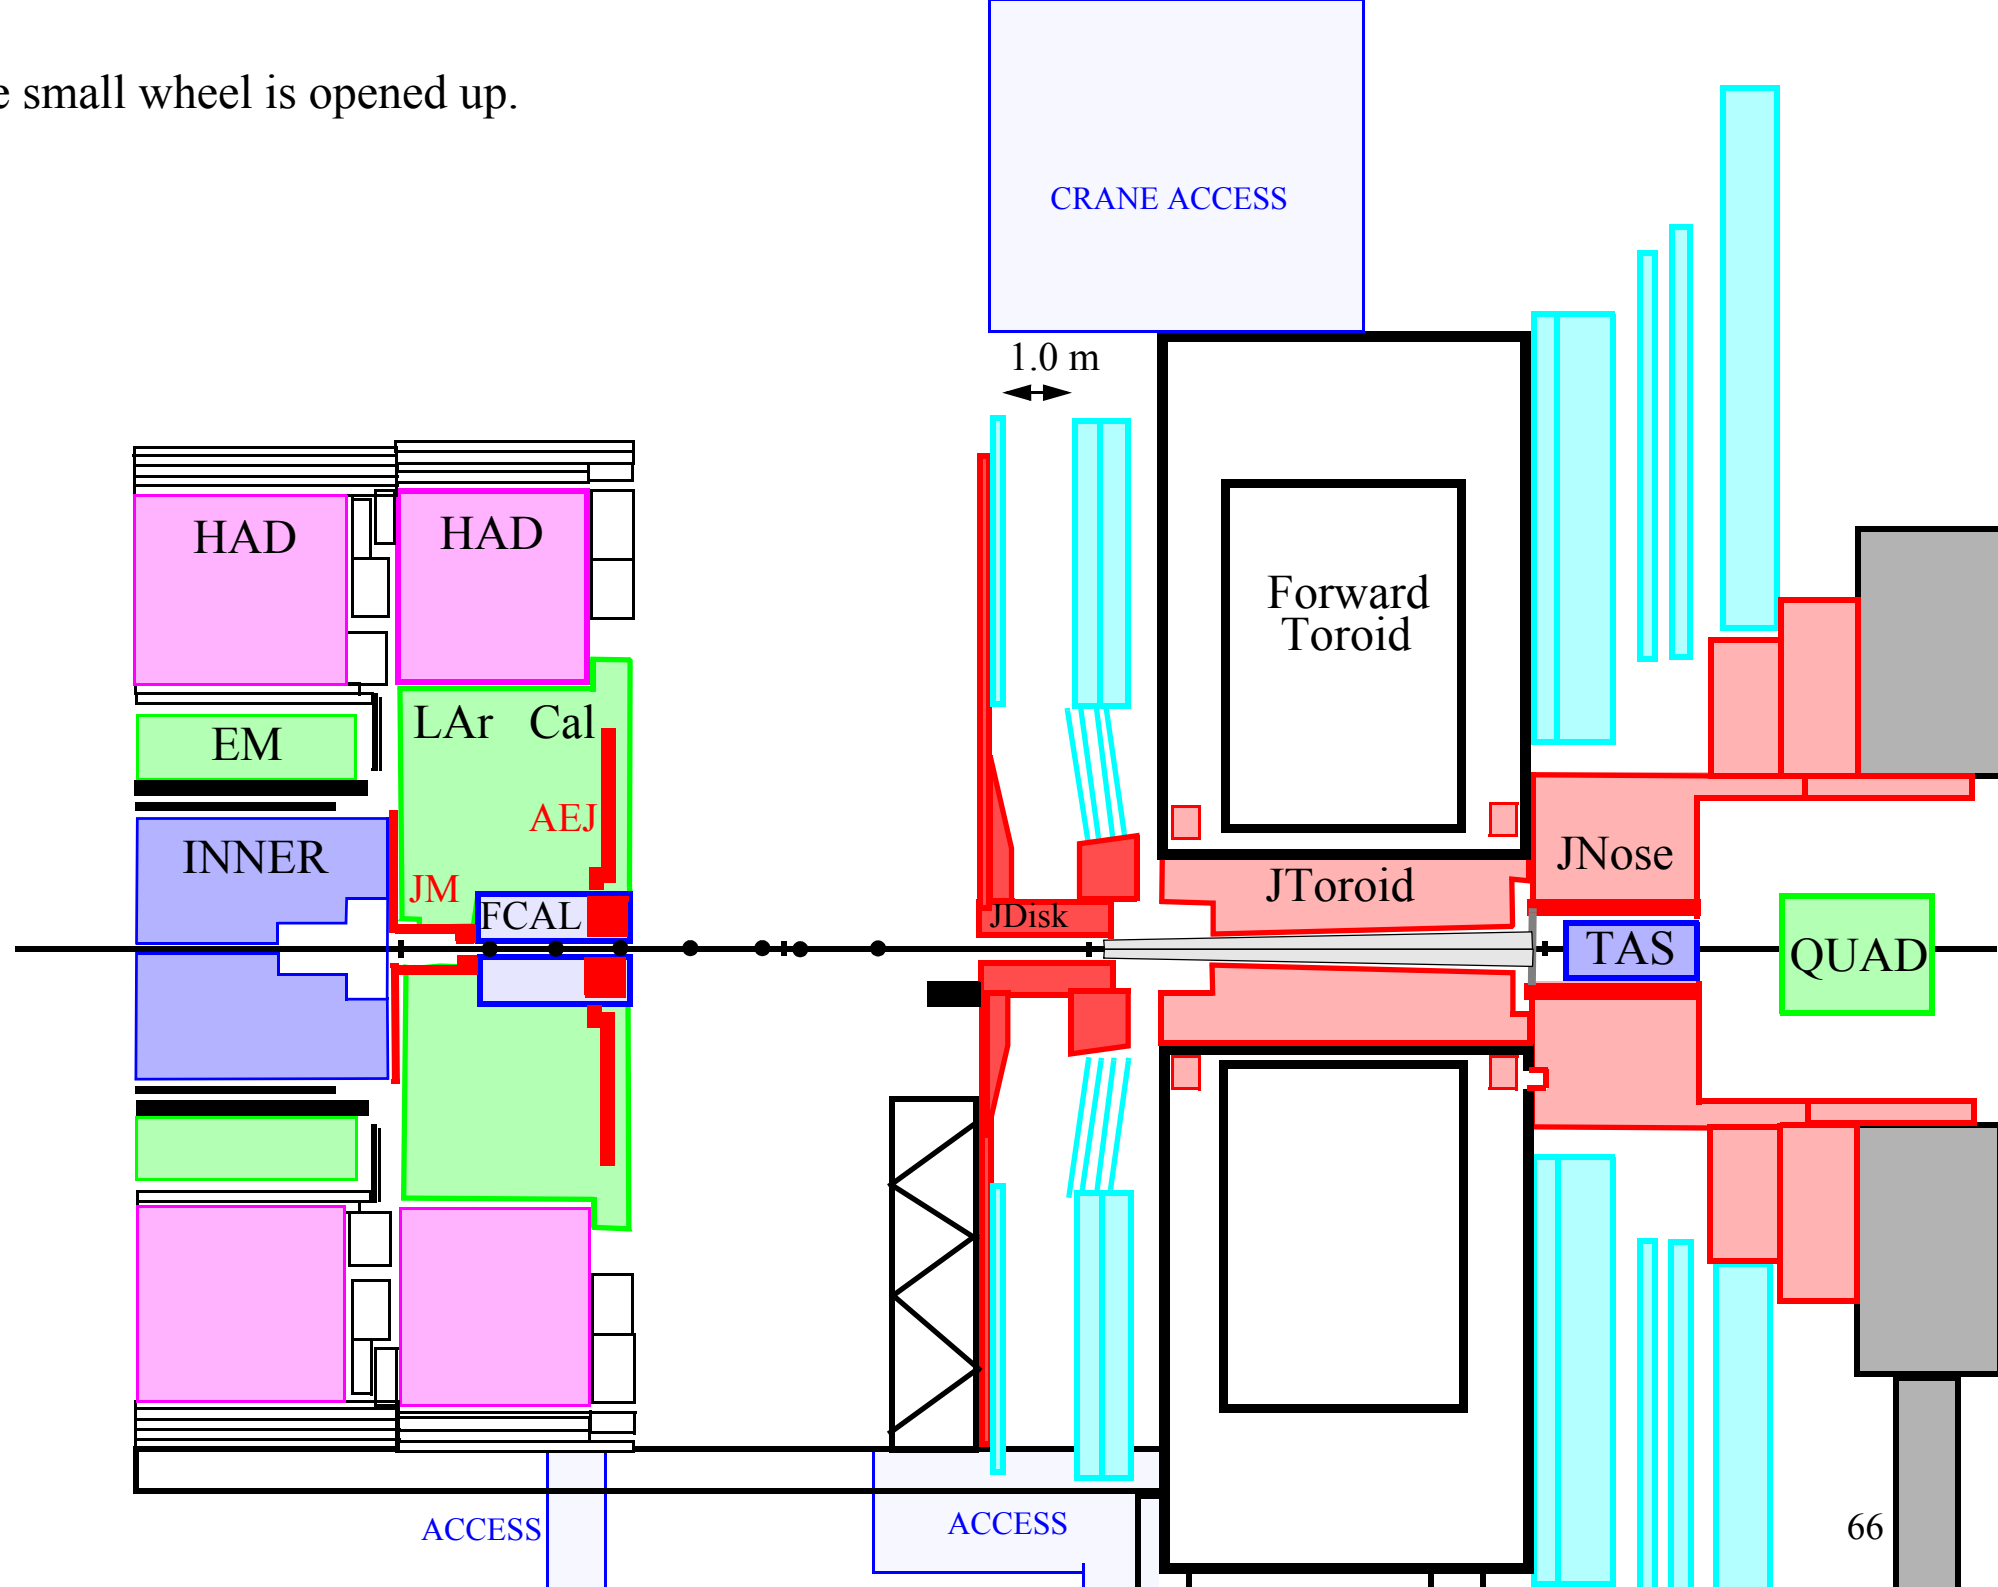 e small wheel is opened up.
CRANE ACCESS
1.0 m
HAD
HAD
Forward
Toroid
LAr Cal
EM
AEJ
INNER
JM
JNose
JToroid
FCAL
JDisk
TAS
QUAD
ACCESS
ACCESS
66